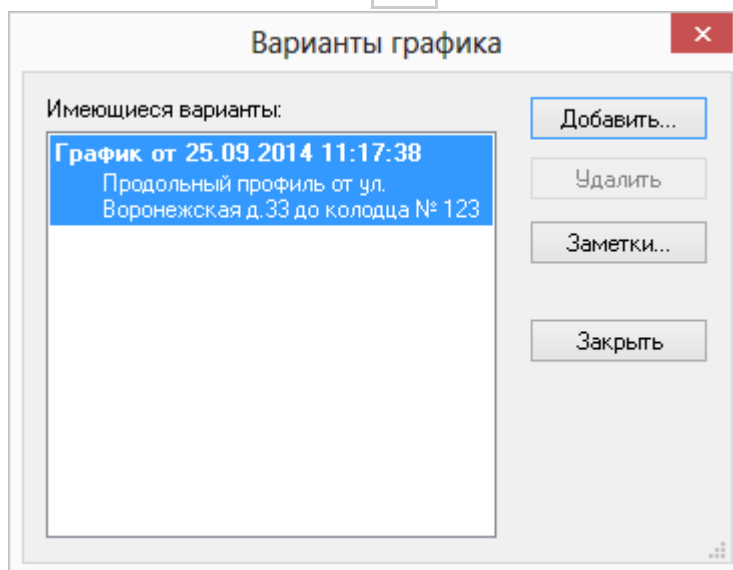 Варианты графика
Имеющиеся варианты:
График от 25.09.2014 11:17:38
Продольный профиль от ул.
Воронежская д.33 до колодца № 123
Добавить...
Удалить
Заметки...
Закрыть